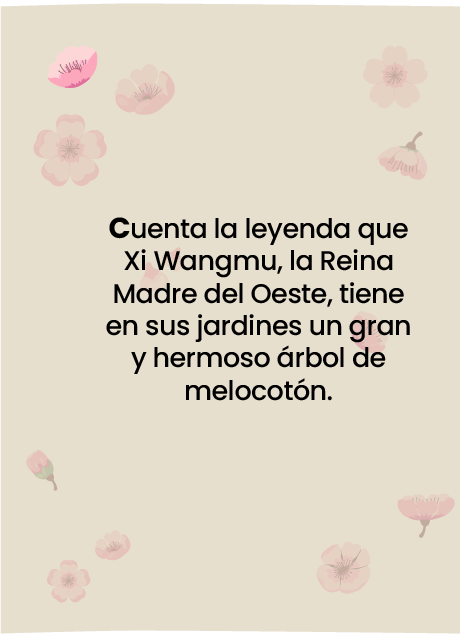 Cuenta la leyenda que
Xi Wangmu, la Reina
Madre del Oeste, tiene
en sus jardines un gran
y hermoso árbol de
melocotón.